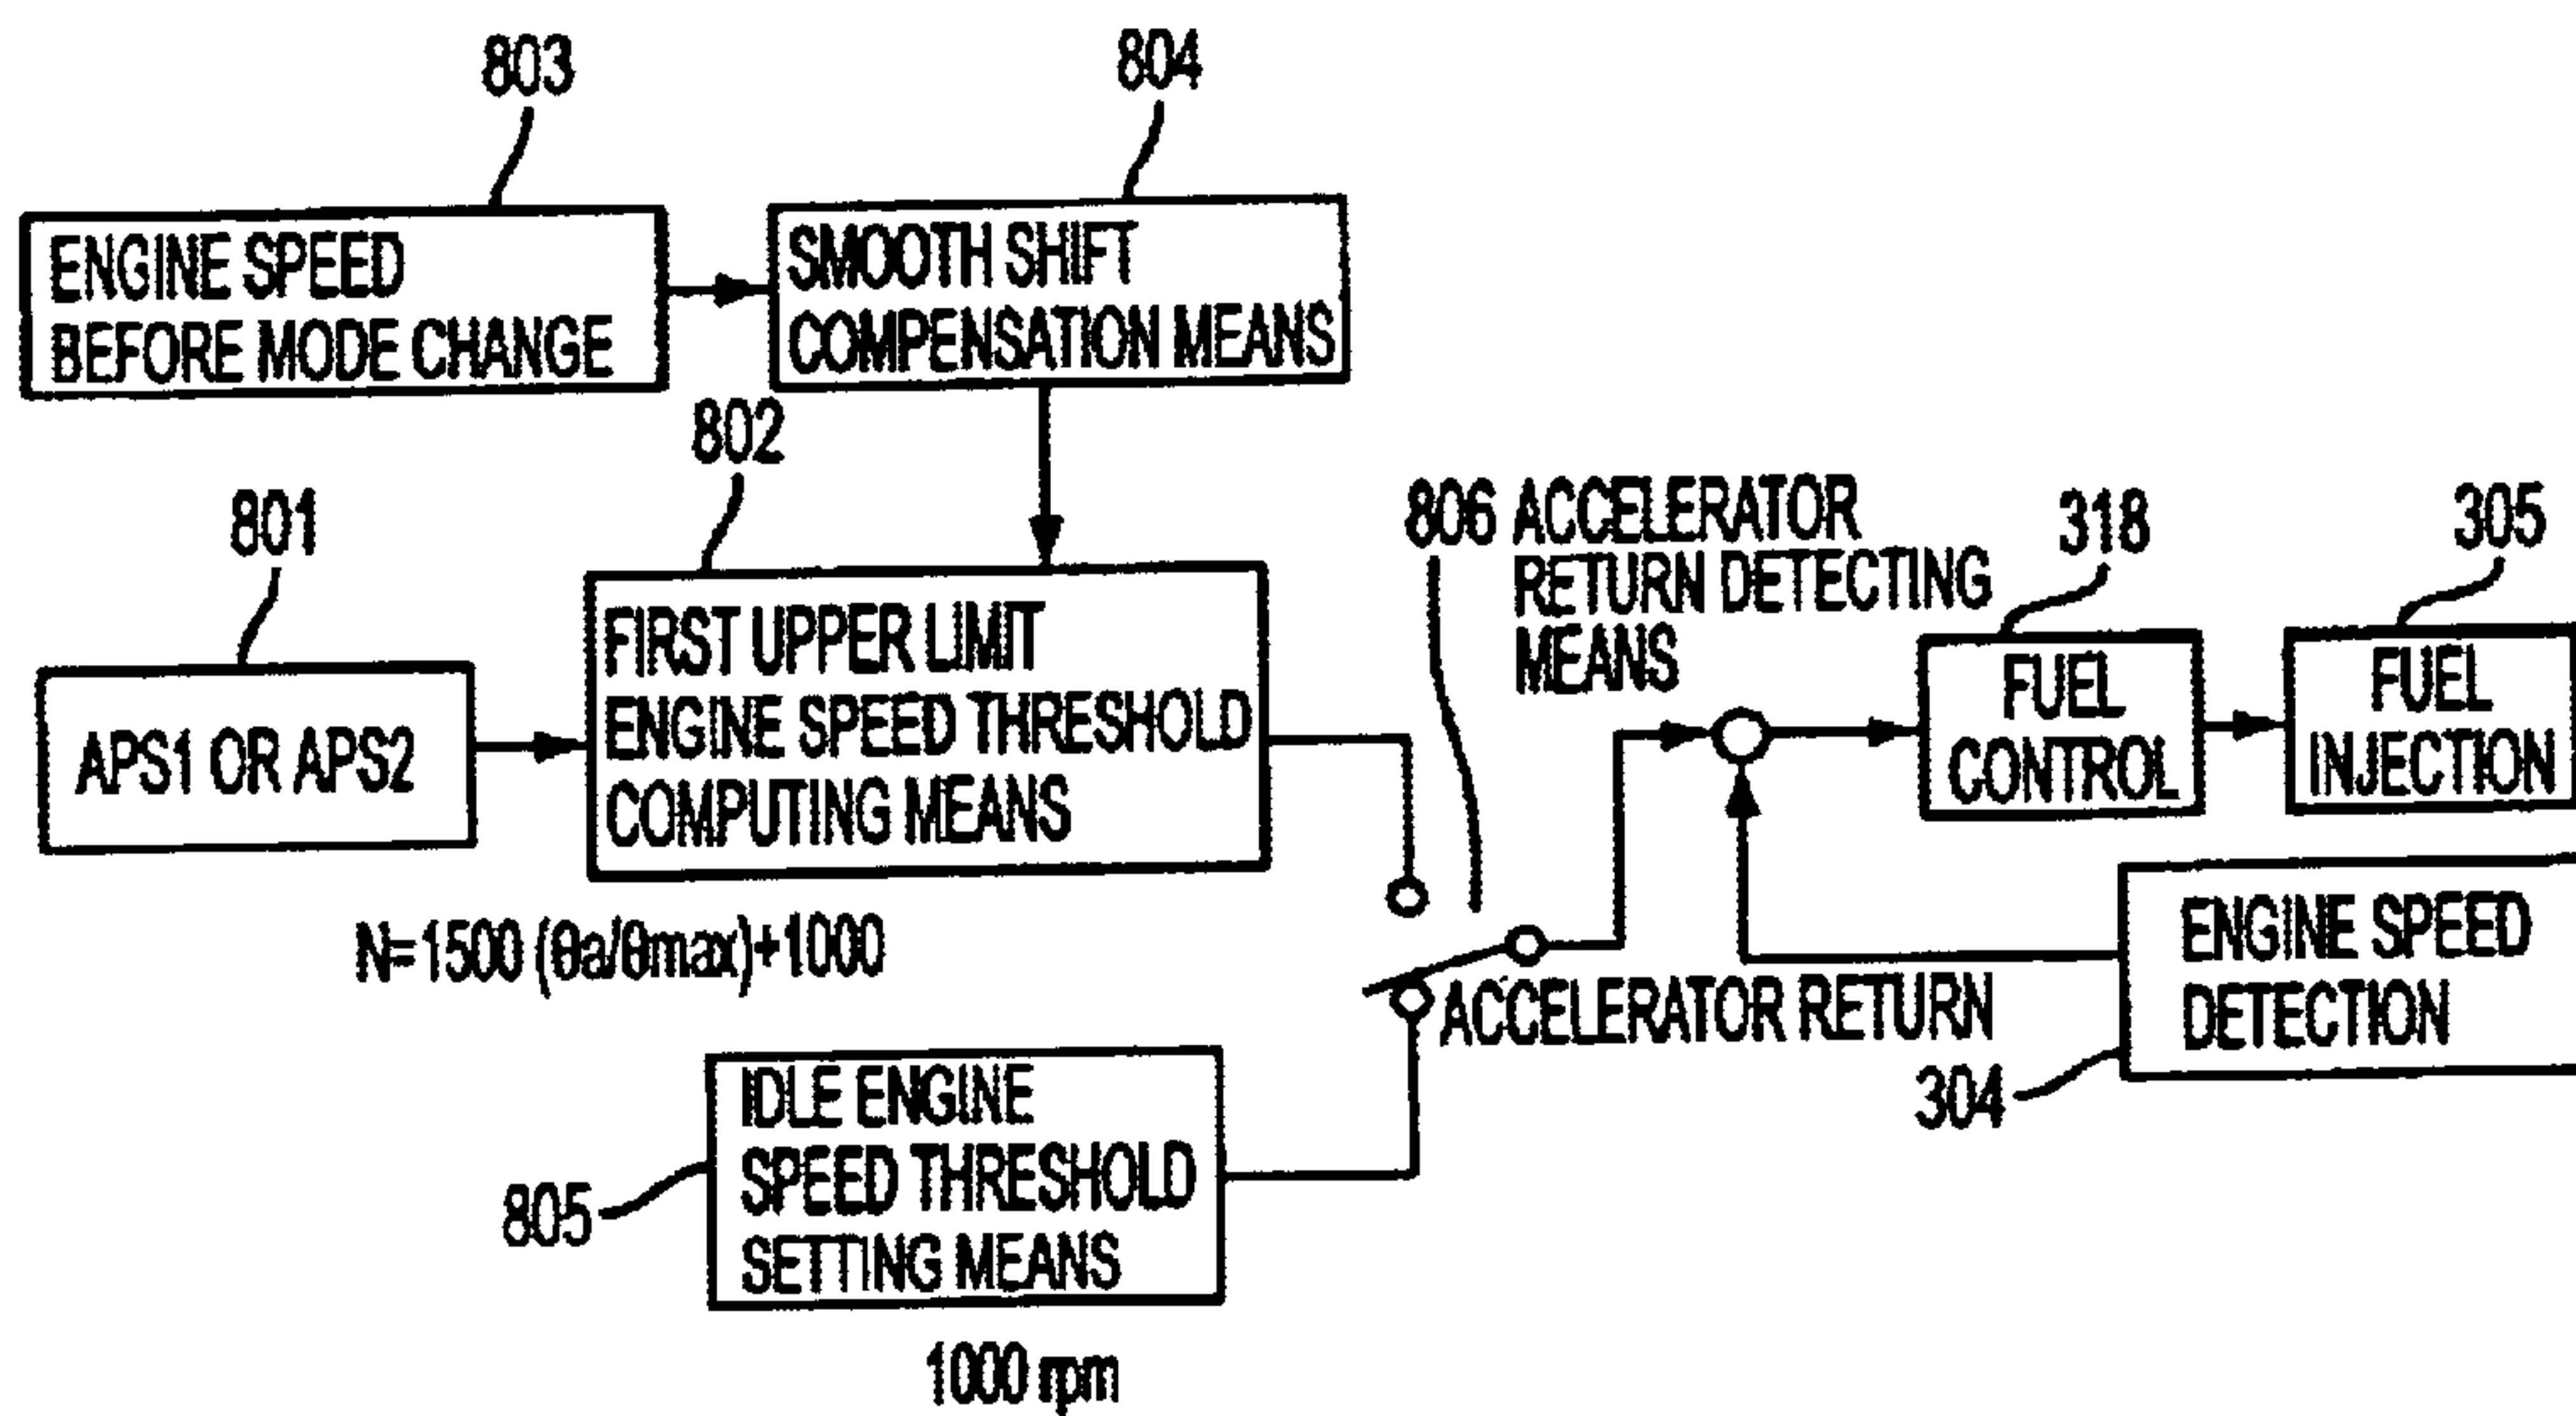 803
804
ENGINE SPEED
BEFORE MODE CHANGE
SMOOTH SHIFT
COMPENSATION MEANS
802
801
806 ACCELERATOR
RETURN DETECTING
MEANS
318
305
APS1 OR APS2
FIRST UPPER LIMIT
ENGINE SPEED THRESHOLD
COMPUTING MEANS
FUEL
CONTROL
FUEL
INJECTION
N=1500 (θa/θmax)+1000
ACCELERATOR RETURN
ENGINE SPEED
DETECTION
304
IDLE ENGINE
SPEED THRESHOLD
SETTING MEANS
805
1000 rpm